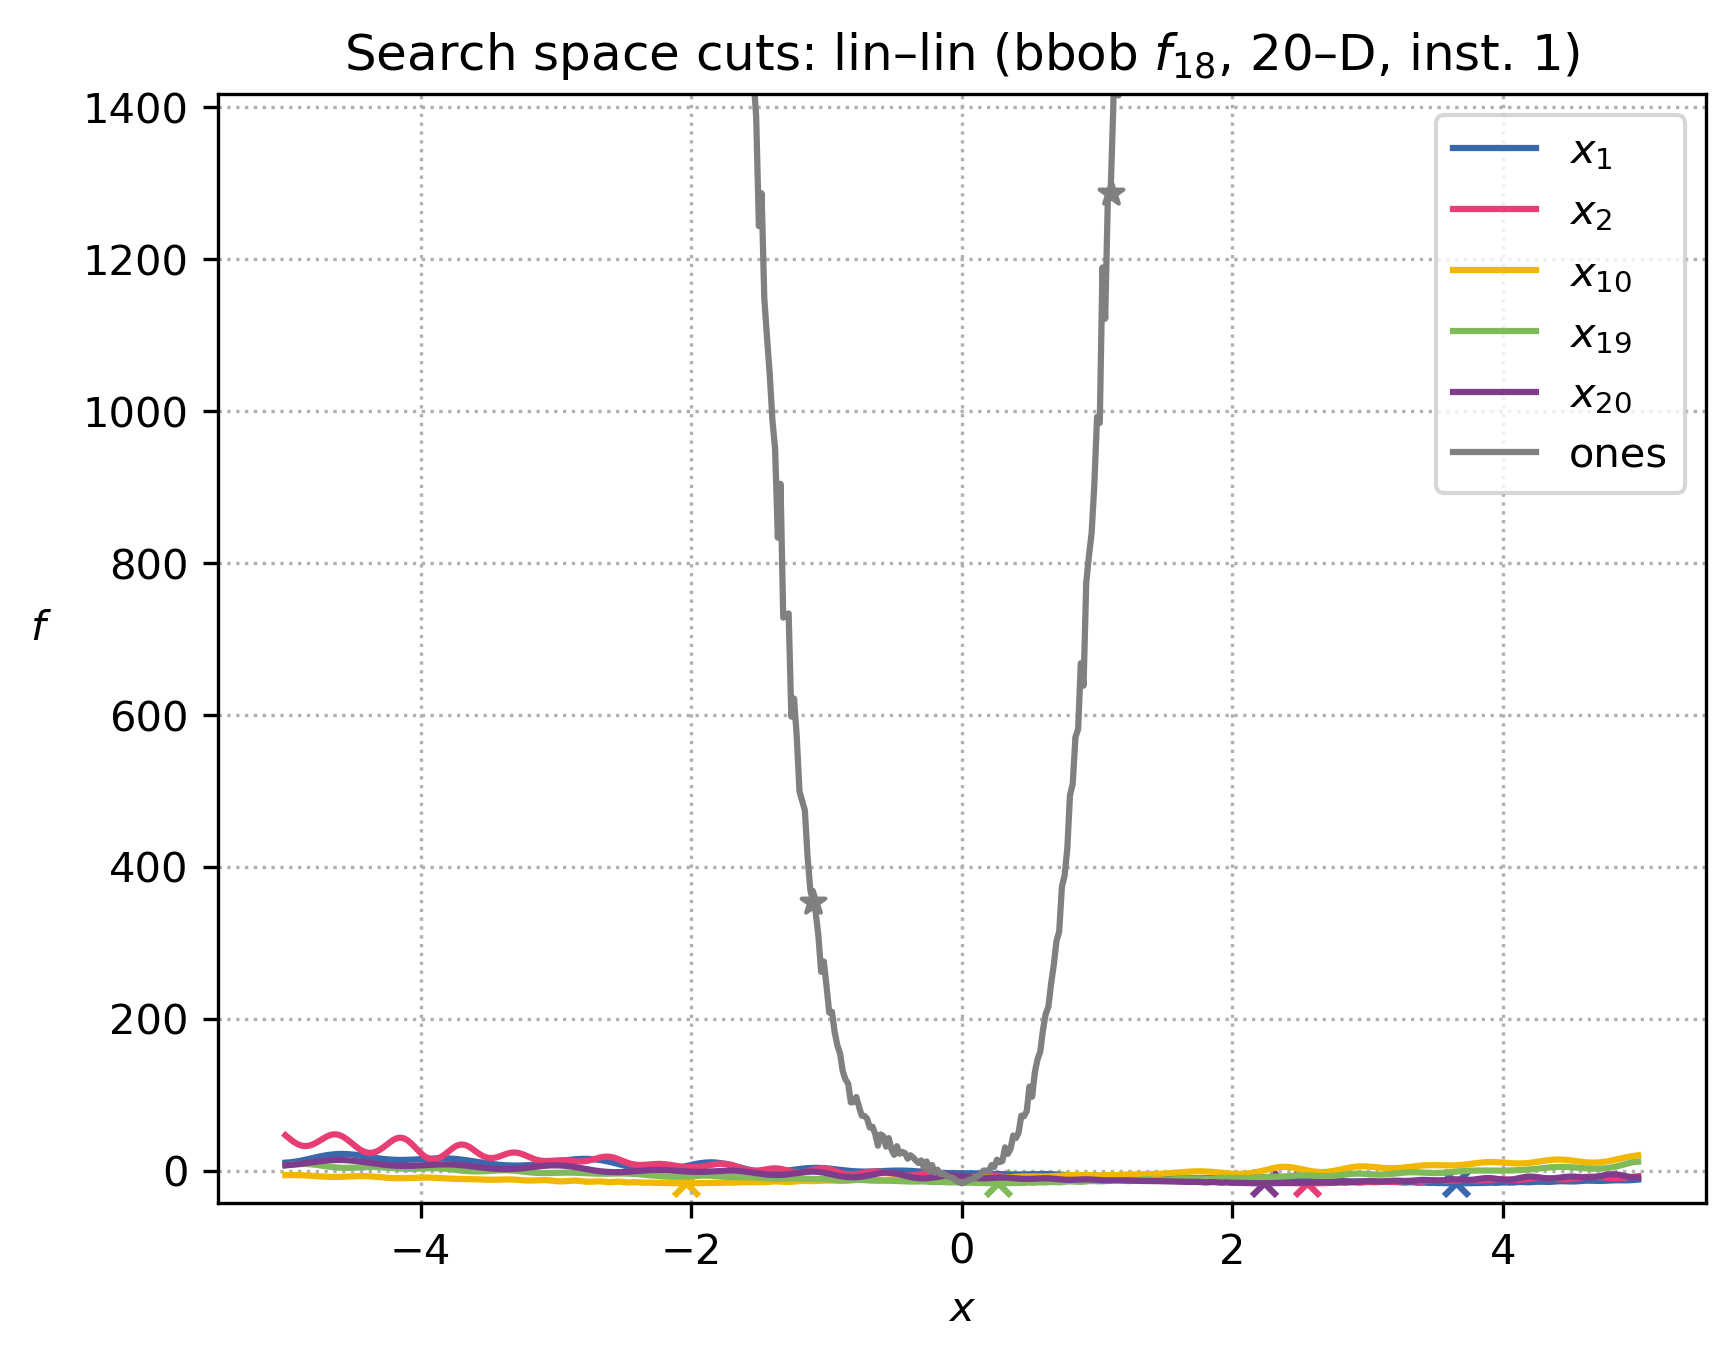 Search space cuts: lin–lin (bbob f₁₈, 20–D, inst. 1)
1400
1200
1000
800
600
400
200
0
f
−4
−2
0
2
4
x
x₁
x₂
x₁₀
x₁₉
x₂₀
ones